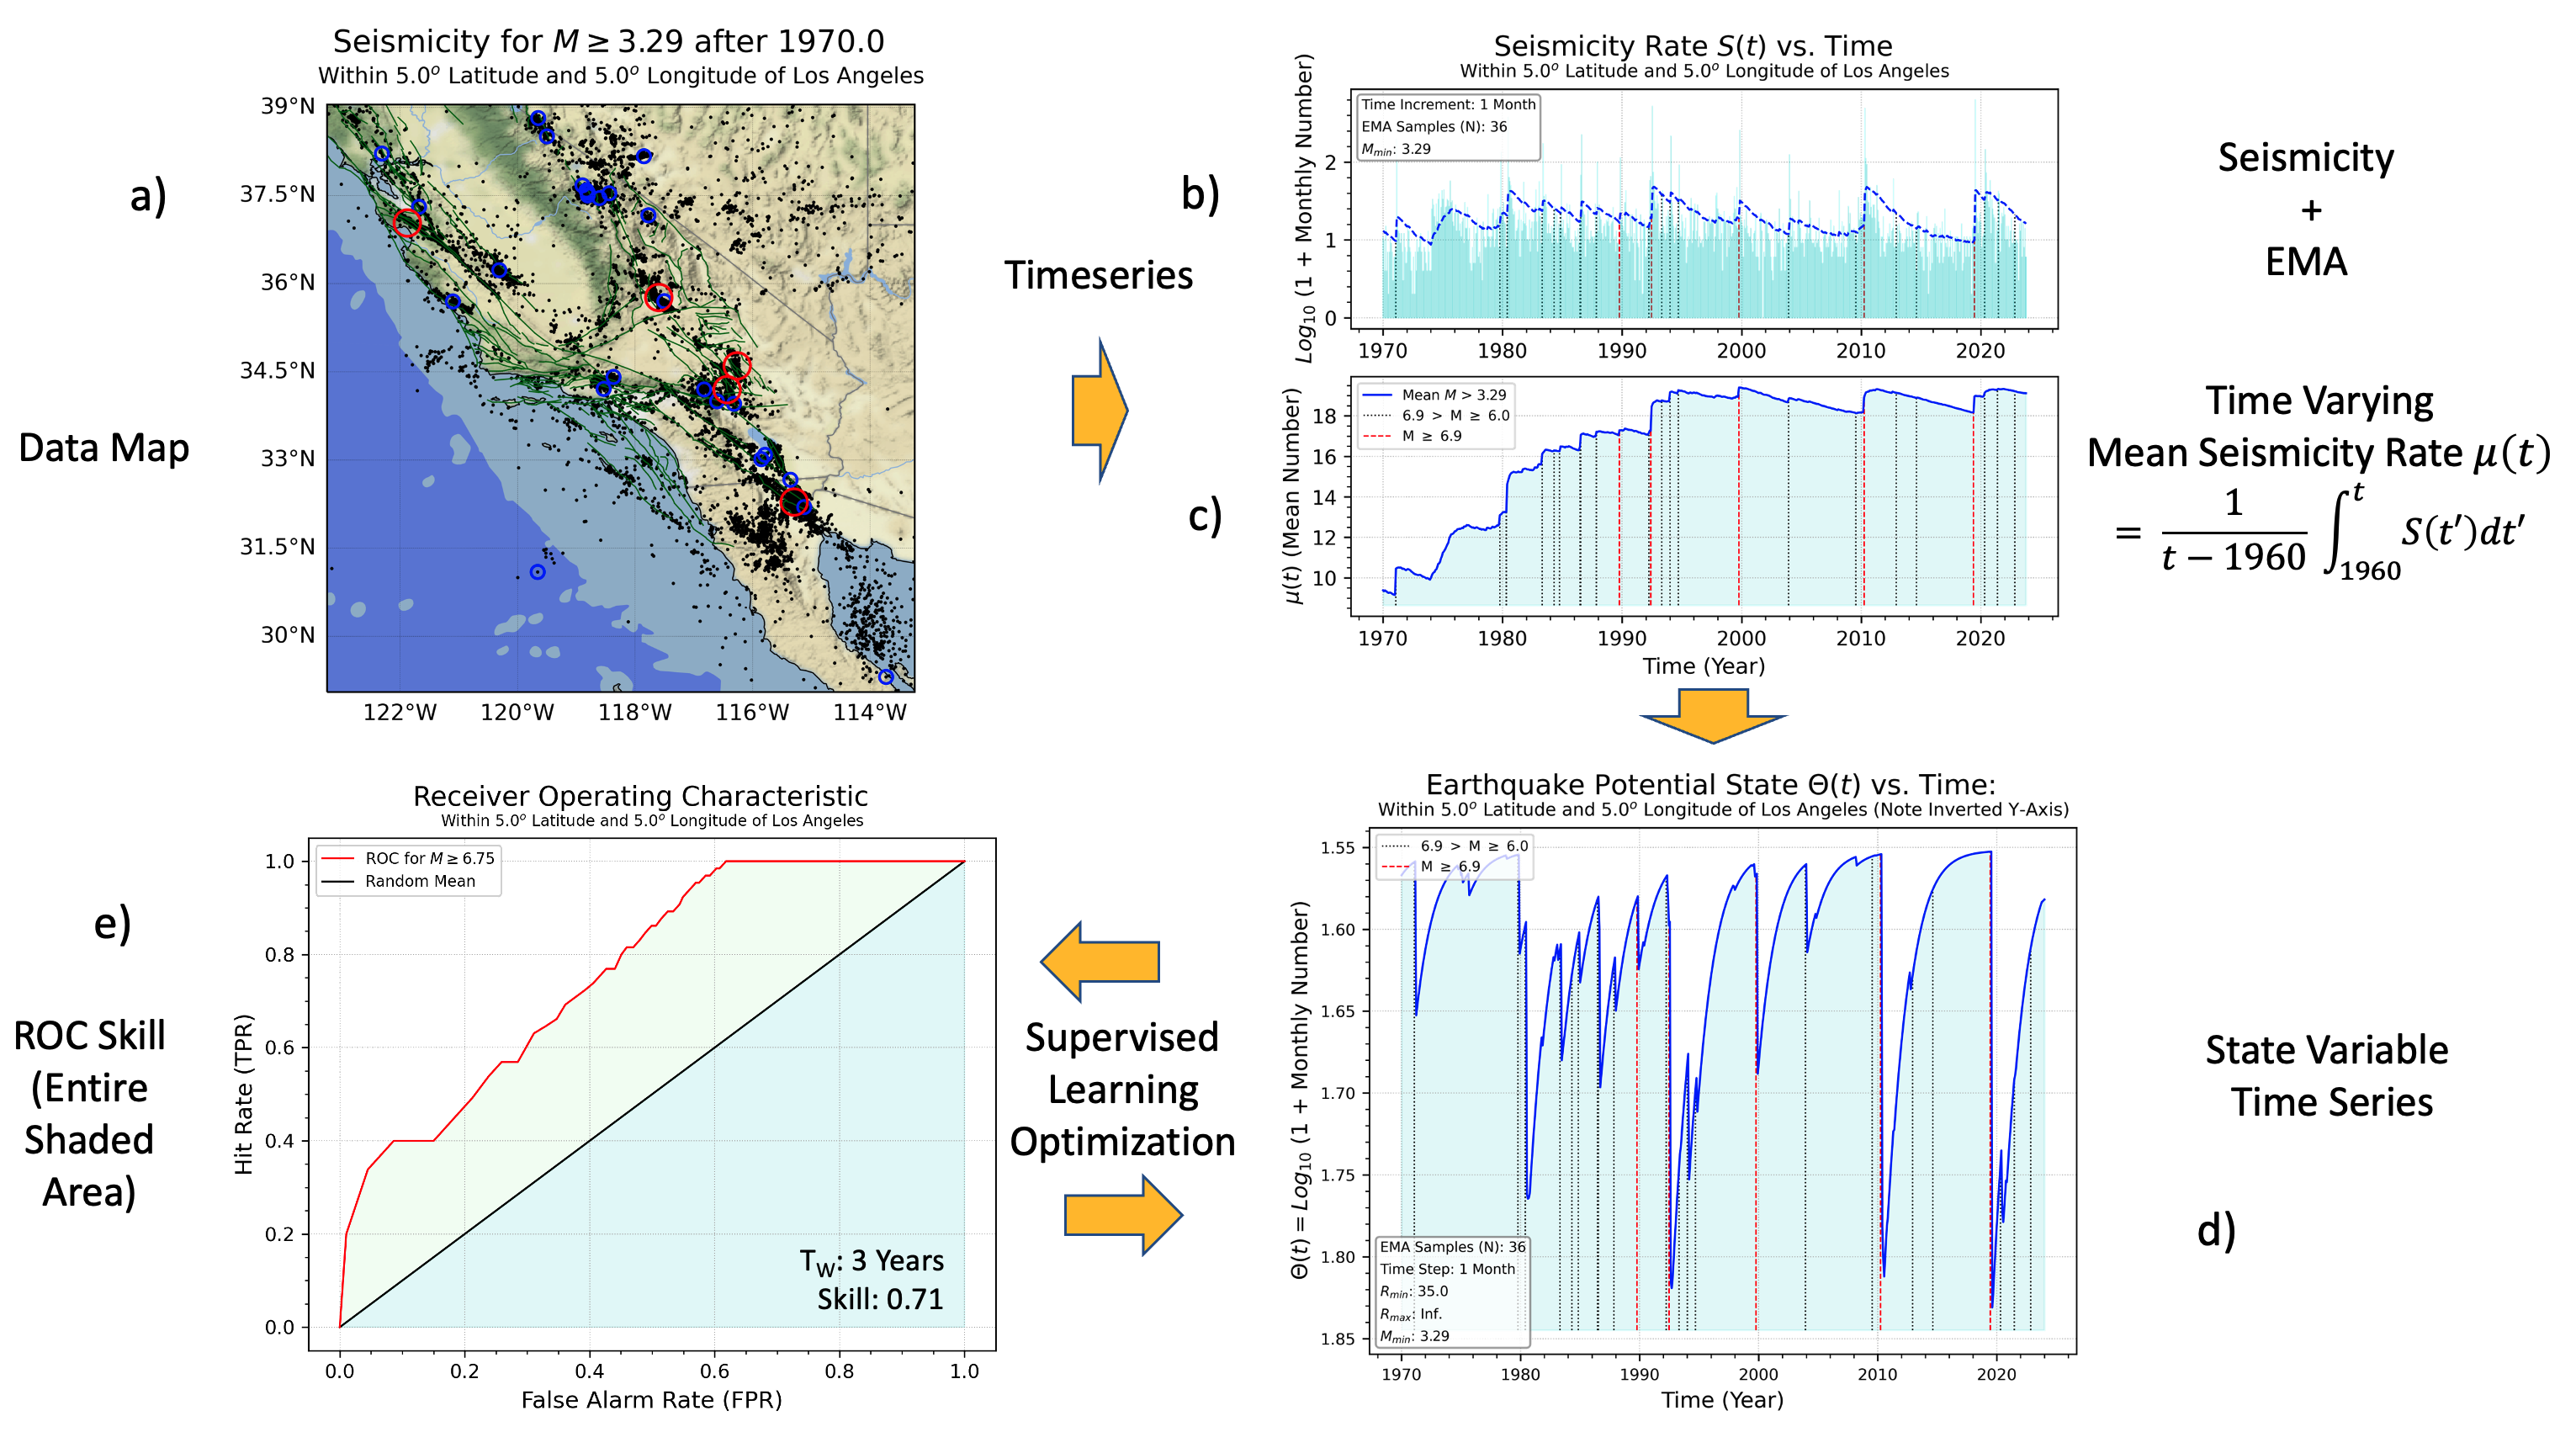 Seismicity for M ≥ 3.29 after 1970.0
Within 5.0° Latitude and 5.0° Longitude of Los Angeles
a)
Data Map
39°N
37.5°N
36°N
34.5°N
33°N
31.5°N
30°N
122°W 120°W 118°W 116°W 114°W
Timeseries
b)
Seismicity Rate S(t) vs. Time
Within 5.0° Latitude and 5.0° Longitude of Los Angeles
Log₁₀ (1 + Monthly Number)
Time Increment: 1 Month
EMA Samples (N): 36
Mmin: 3.29
2
1
0
1970 1980 1990 2000 2010 2020
Seismicity
+
EMA
c)
μ(t) (Mean Number)
Mean M > 3.29
6.9 > M ≥ 6.0
M ≥ 6.9
18
16
14
12
10
1970 1980 1990 2000 2010 2020
Time (Year)
Time Varying
Mean Seismicity Rate μ(t)
= 1/(t − 1960) ∫₁₉₆₀ᵗ S(t′)dt′
Earthquake Potential State Θ(t) vs. Time:
Within 5.0° Latitude and 5.0° Longitude of Los Angeles (Note Inverted Y-Axis)
Θ(t) = Log₁₀ (1 + Monthly Number)
6.9 > M ≥ 6.0
M ≥ 6.9
1.55
1.60
1.65
1.70
1.75
1.80
1.85
EMA Samples (N): 36
Time Step: 1 Month
Rmin: 35.0
Rmax: Inf.
Mmin: 3.29
1970 1980 1990 2000 2010 2020
Time (Year)
State Variable
Time Series
d)
Supervised
Learning
Optimization
Receiver Operating Characteristic
Within 5.0° Latitude and 5.0° Longitude of Los Angeles
e)
ROC Skill
(Entire
Shaded
Area)
Hit Rate (TPR)
ROC for M ≥ 6.75
Random Mean
1.0
0.8
0.6
0.4
0.2
0.0
TW: 3 Years
Skill: 0.71
0.0 0.2 0.4 0.6 0.8 1.0
False Alarm Rate (FPR)